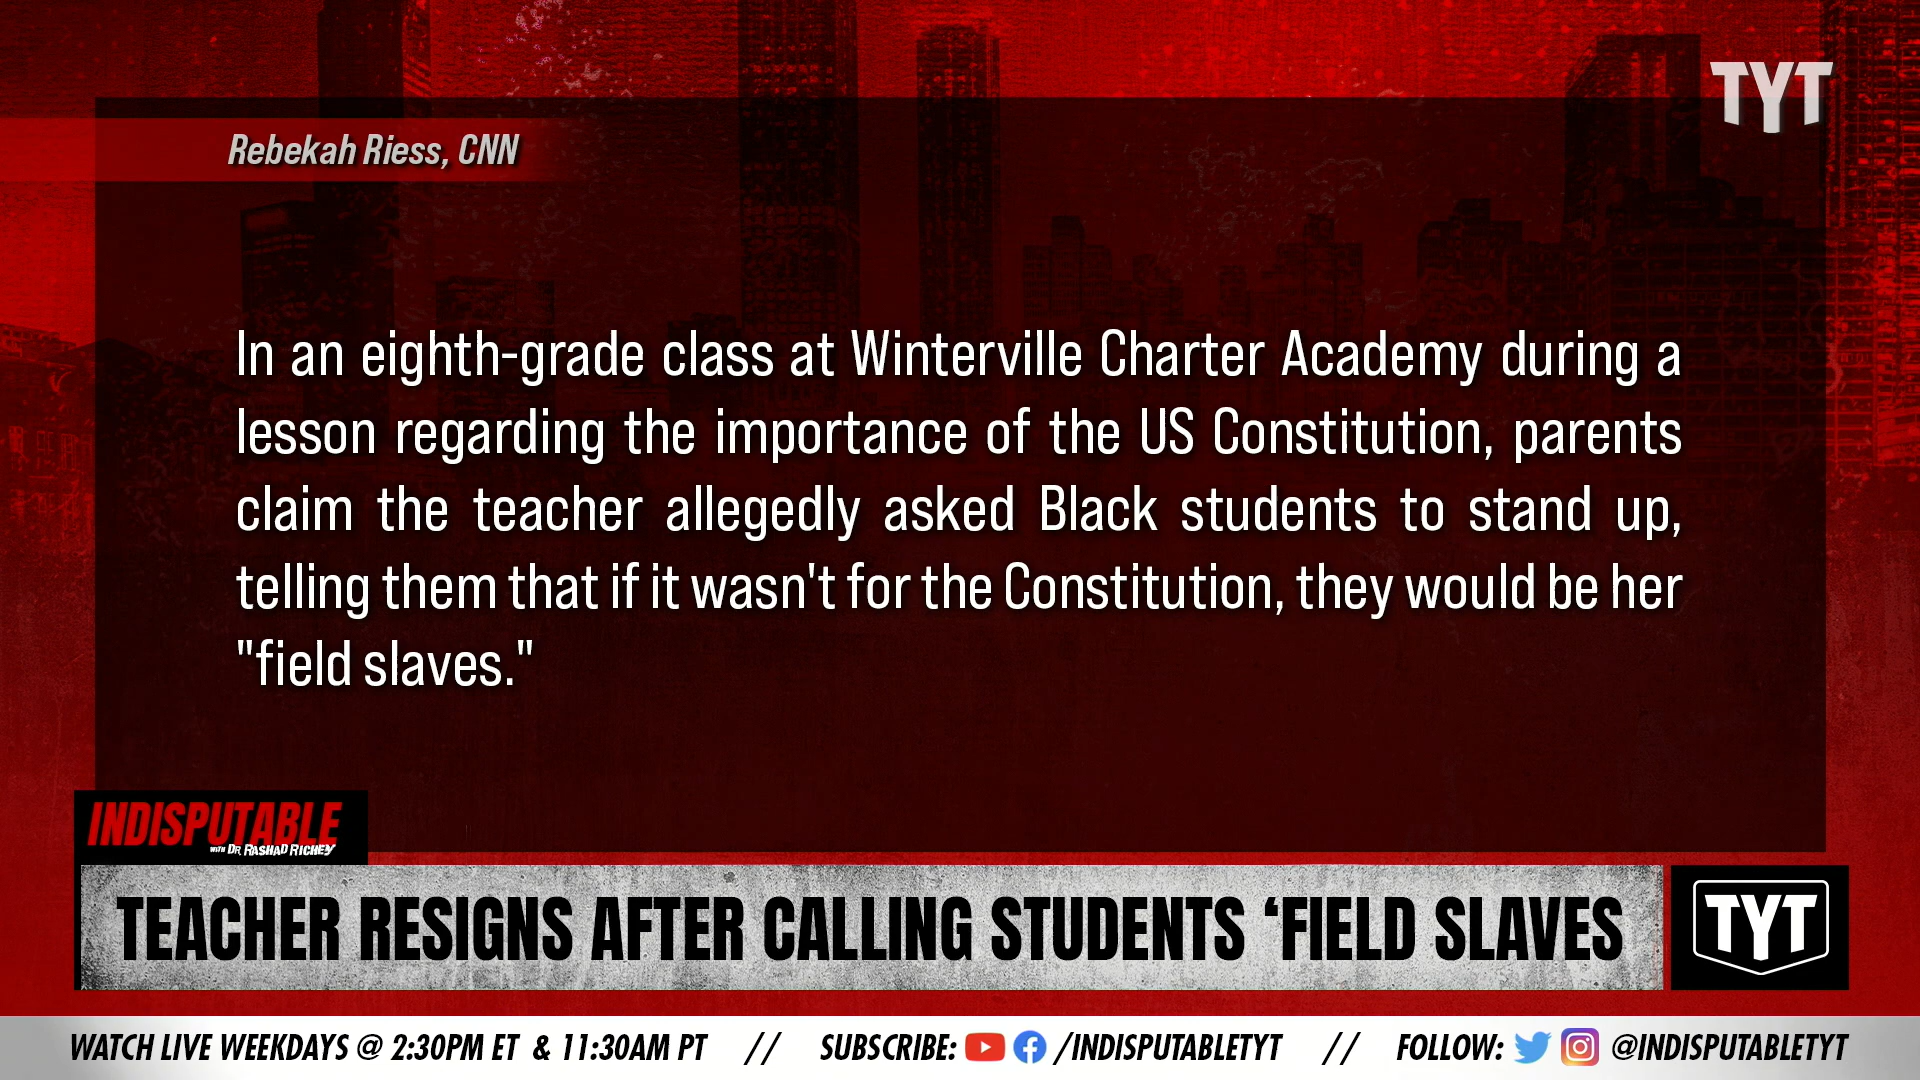 TYT
Rebekah Riess, CNN
In an eighth-grade class at Winterville Charter Academy during a
lesson regarding the importance of the US Constitution, parents
claim the teacher allegedly asked Black students to stand up,
telling them that if it wasn't for the Constitution, they would be her
"field slaves."
INDISPUTABLE
WITH DR RASHAD RICHEY
TEACHER RESIGNS AFTER CALLING STUDENTS ‘FIELD SLAVES
TYT
WATCH LIVE WEEKDAYS @ 2:30PM ET & 11:30AM PT // SUBSCRIBE: /INDISPUTABLETYT // FOLLOW: @INDISPUTABLETYT